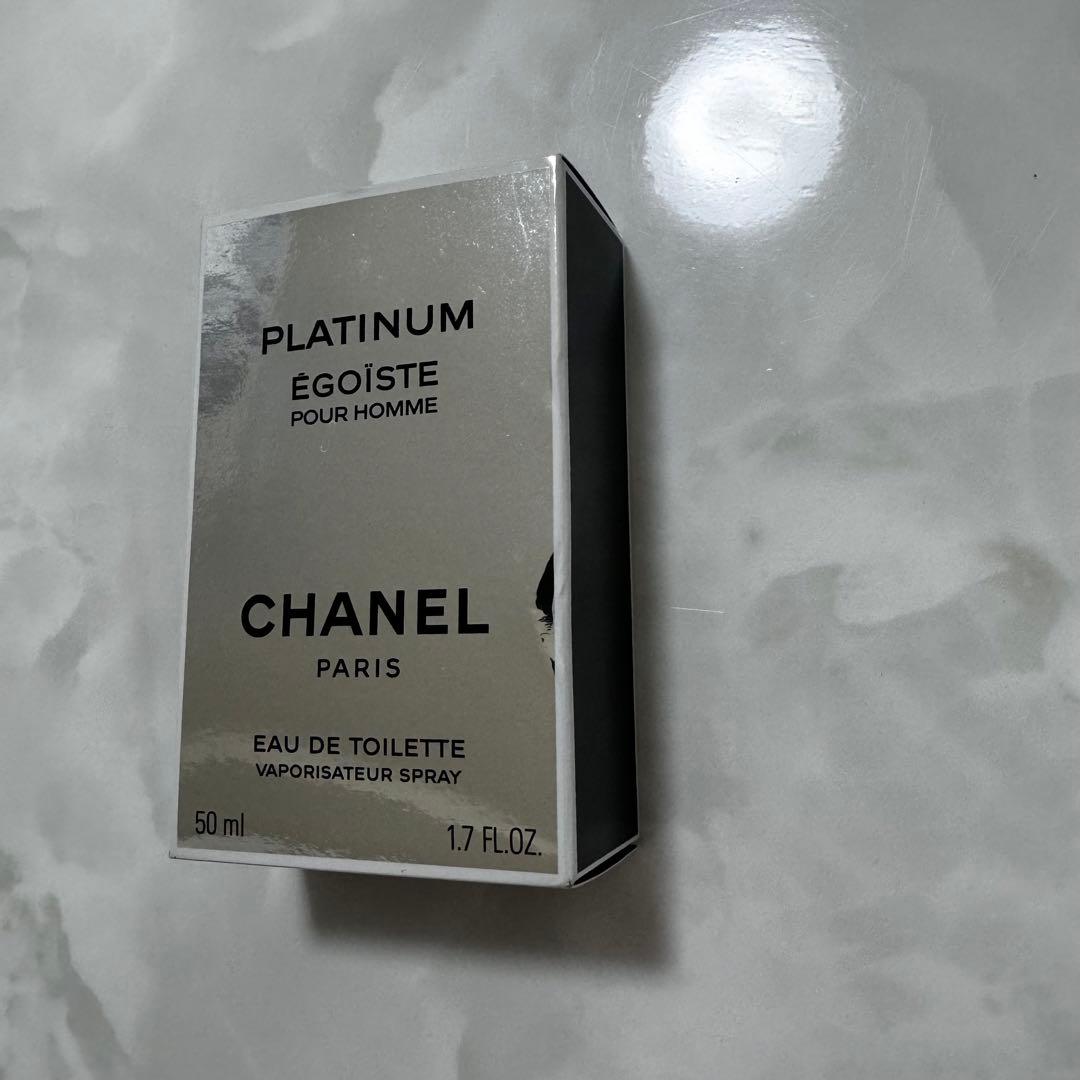 PLATINUM
ÉGOÏSTE
POUR HOMME
CHANEL
PARIS
EAU DE TOILETTE
VAPORISATEUR SPRAY
50 ml 1.7 FL.OZ.